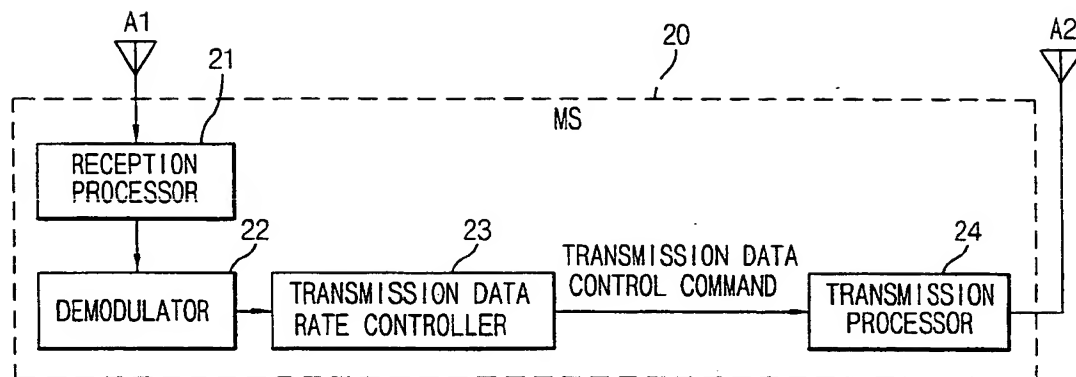 A1
A2
21
20
MS
RECEPTION
PROCESSOR
22
23
24
DEMODULATOR
TRANSMISSION DATA
RATE CONTROLLER
TRANSMISSION DATA
CONTROL COMMAND
TRANSMISSION
PROCESSOR